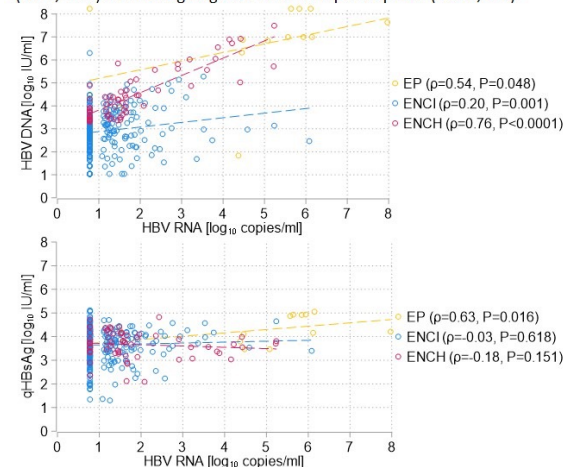 8
7
6
5
4
3
2
1
0
HBV DNA [log10 IU/ml]
0 1 2 3 4 5 6 7 8
HBV RNA [log10 copies/ml]
EP (ρ=0.54, P=0.048)
ENCI (ρ=0.20, P=0.001)
ENCH (ρ=0.76, P<0.0001)
8
7
6
5
4
3
2
1
0
qHBsAg [log10 IU/ml]
0 1 2 3 4 5 6 7 8
HBV RNA [log10 copies/ml]
EP (ρ=0.63, P=0.016)
ENCI (ρ=-0.03, P=0.618)
ENCH (ρ=-0.18, P=0.151)